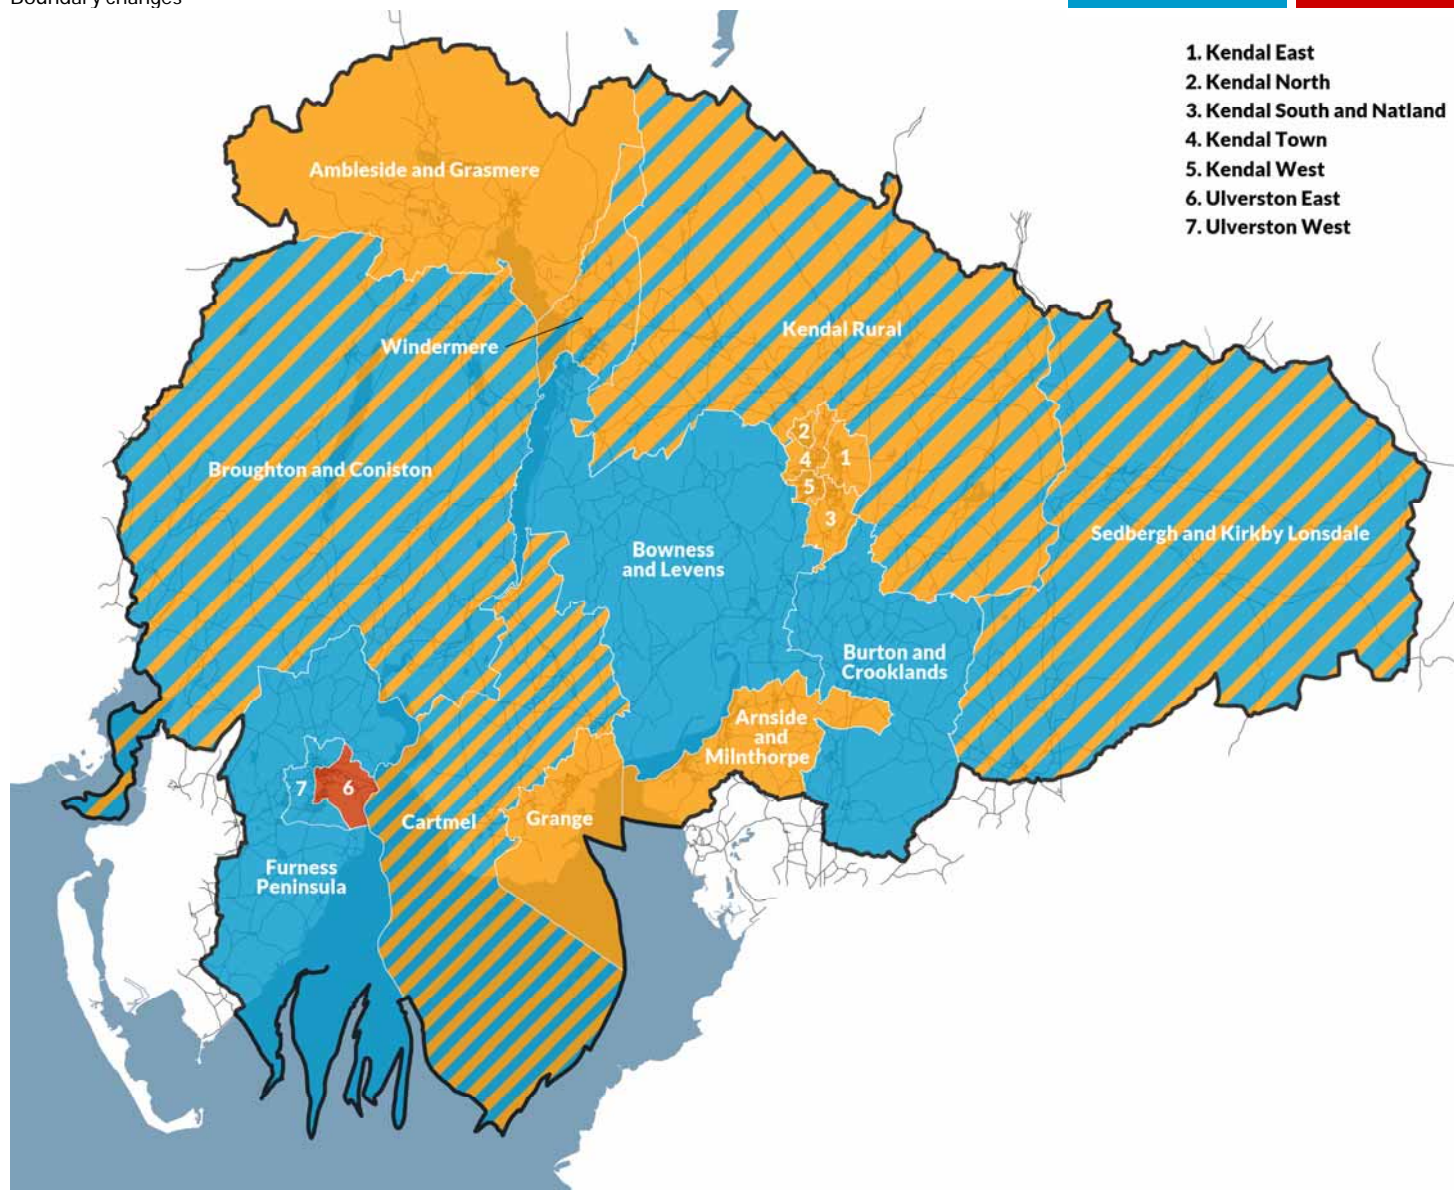 Boundary changes
1. Kendal East
2. Kendal North
3. Kendal South and Natland
4. Kendal Town
5. Kendal West
6. Ulverston East
7. Ulverston West
Ambleside and Grasmere
Kendal Rural
Windermere
2
4
1
5
3
Broughton and Coniston
Sedbergh and Kirkby Lonsdale
Bowness
and Levens
Burton and
Crooklands
Arnside
and
Milnthorpe
7
6
Cartmel
Grange
Furness
Peninsula